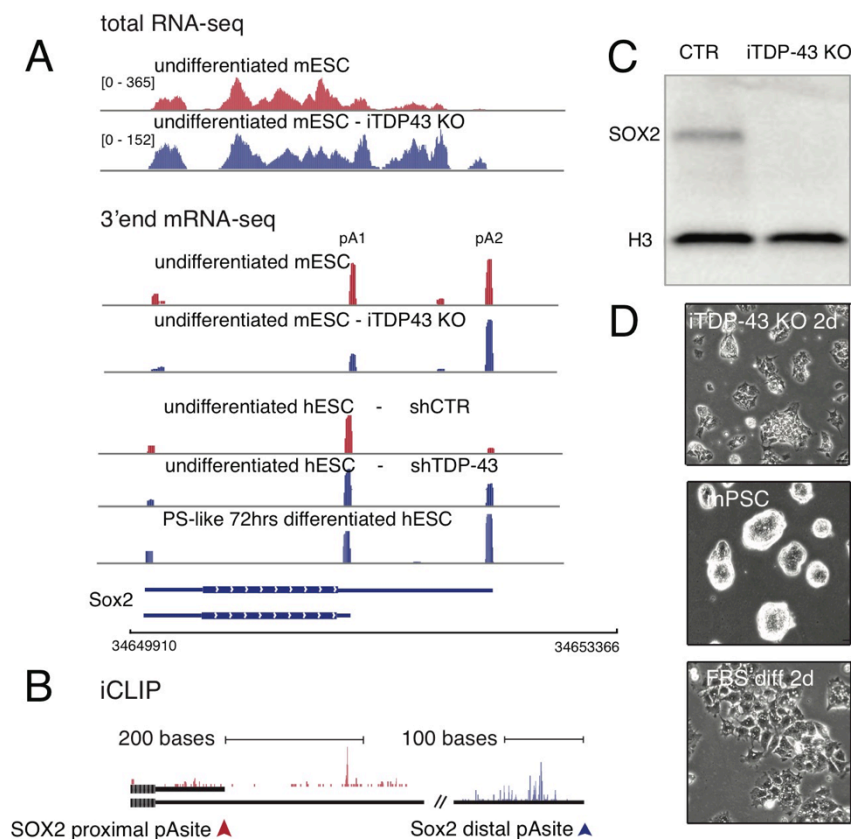 total RNA-seq
A
undifferentiated mESC
[0 - 365]
undifferentiated mESC - iTDP43 KO
[0 - 152]
3'end mRNA-seq
pA1 pA2
undifferentiated mESC
undifferentiated mESC - iTDP43 KO
undifferentiated hESC - shCTR
undifferentiated hESC - shTDP-43
PS-like 72hrs differentiated hESC
Sox2
34649910 34653366
B iCLIP
200 bases 100 bases
//
SOX2 proximal pAsite Sox2 distal pAsite
C
CTR iTDP-43 KO
SOX2
H3
D
iTDP-43 KO 2d
mPSC
FBS diff 2d